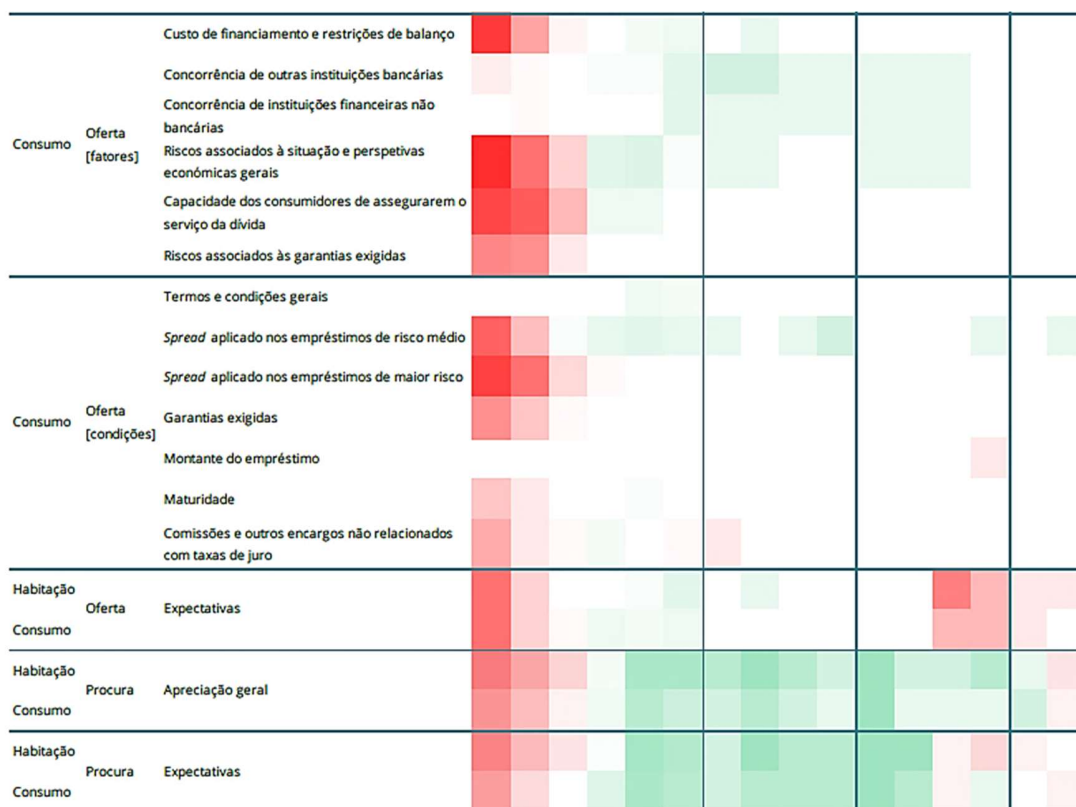 Custo de financiamento e restrições de balanço
Concorrência de outras instituições bancárias
Concorrência de instituições financeiras não
bancárias
Consumo
Oferta
[fatores]
Riscos associados à situação e perspetivas
económicas gerais
Capacidade dos consumidores de assegurarem o
serviço da dívida
Riscos associados às garantias exigidas
Termos e condições gerais
Spread aplicado nos empréstimos de risco médio
Spread aplicado nos empréstimos de maior risco
Consumo
Oferta
[condições]
Garantias exigidas
Montante do empréstimo
Maturidade
Comissões e outros encargos não relacionados
com taxas de juro
Habitação
Oferta
Expectativas
Consumo
Habitação
Procura
Apreciação geral
Consumo
Habitação
Procura
Expectativas
Consumo